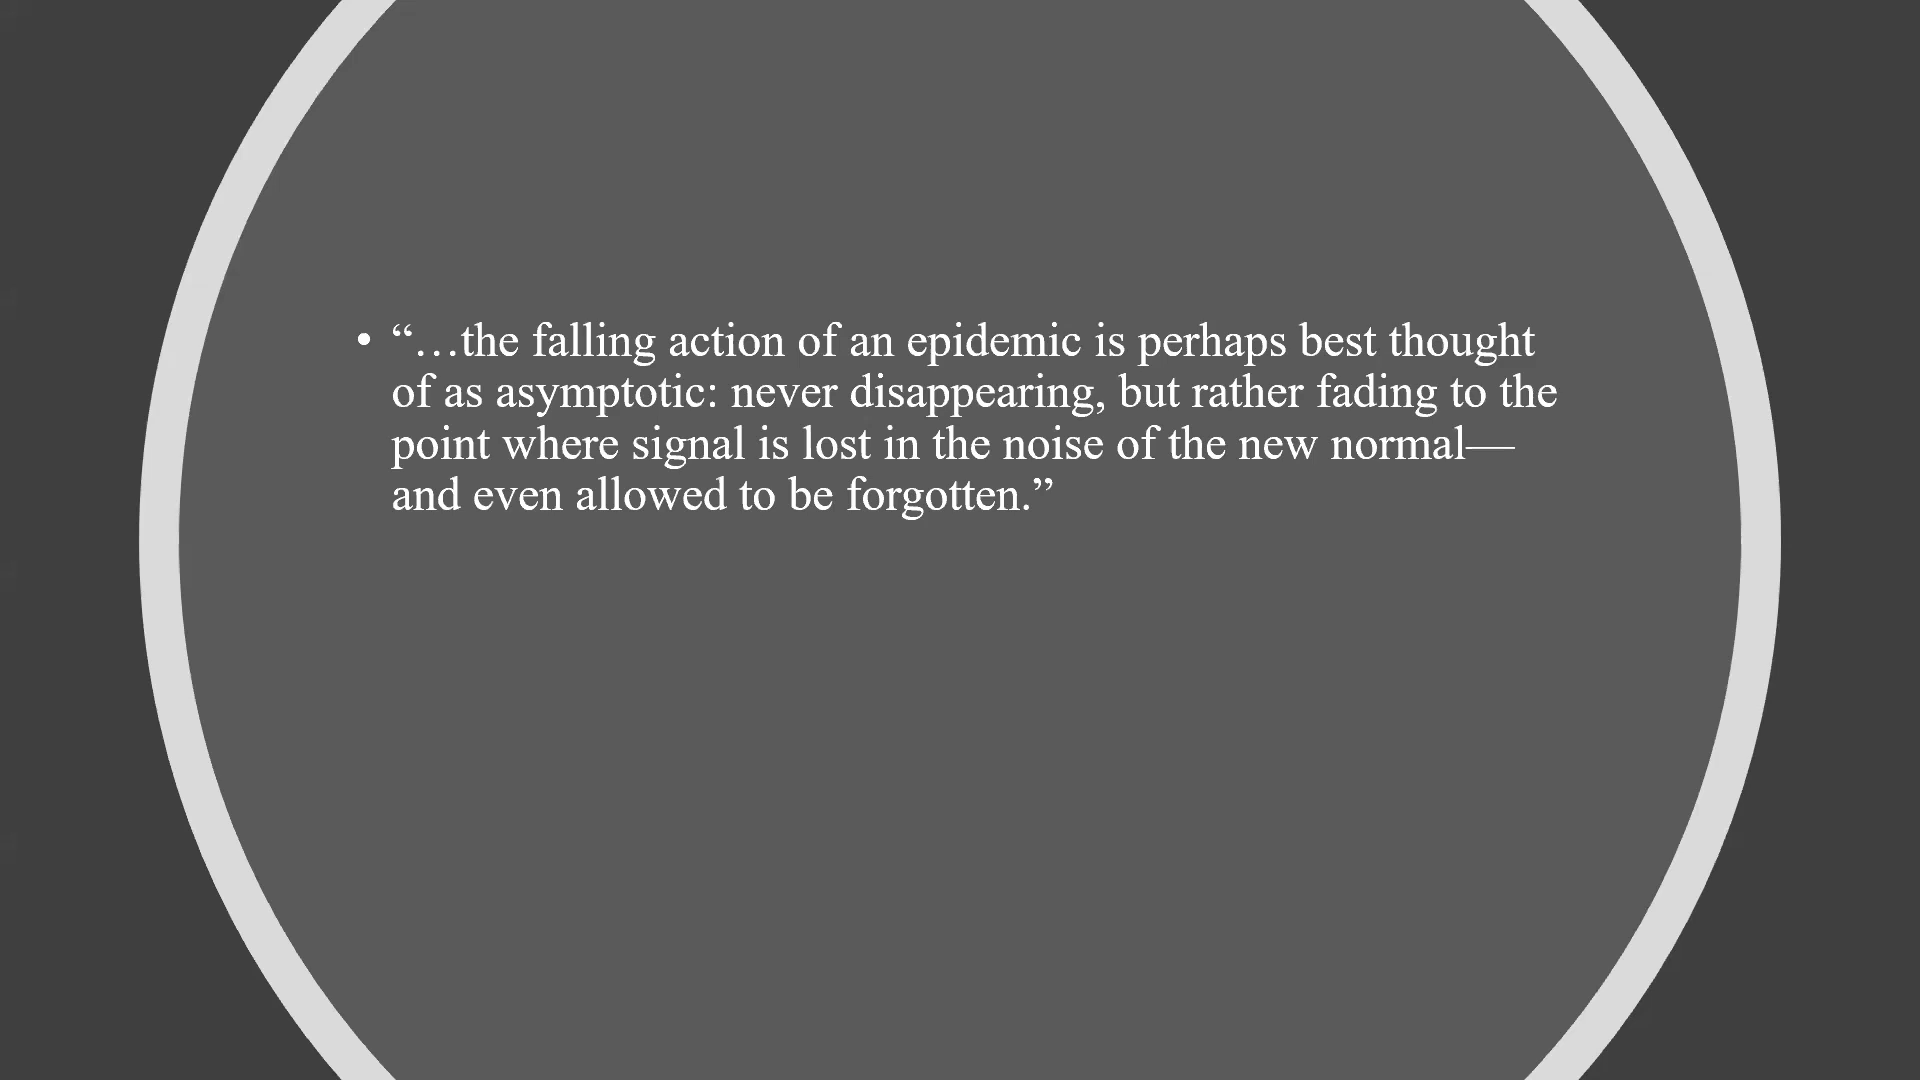 • “…the falling action of an epidemic is perhaps best thought
of as asymptotic: never disappearing, but rather fading to the
point where signal is lost in the noise of the new normal—
and even allowed to be forgotten.”